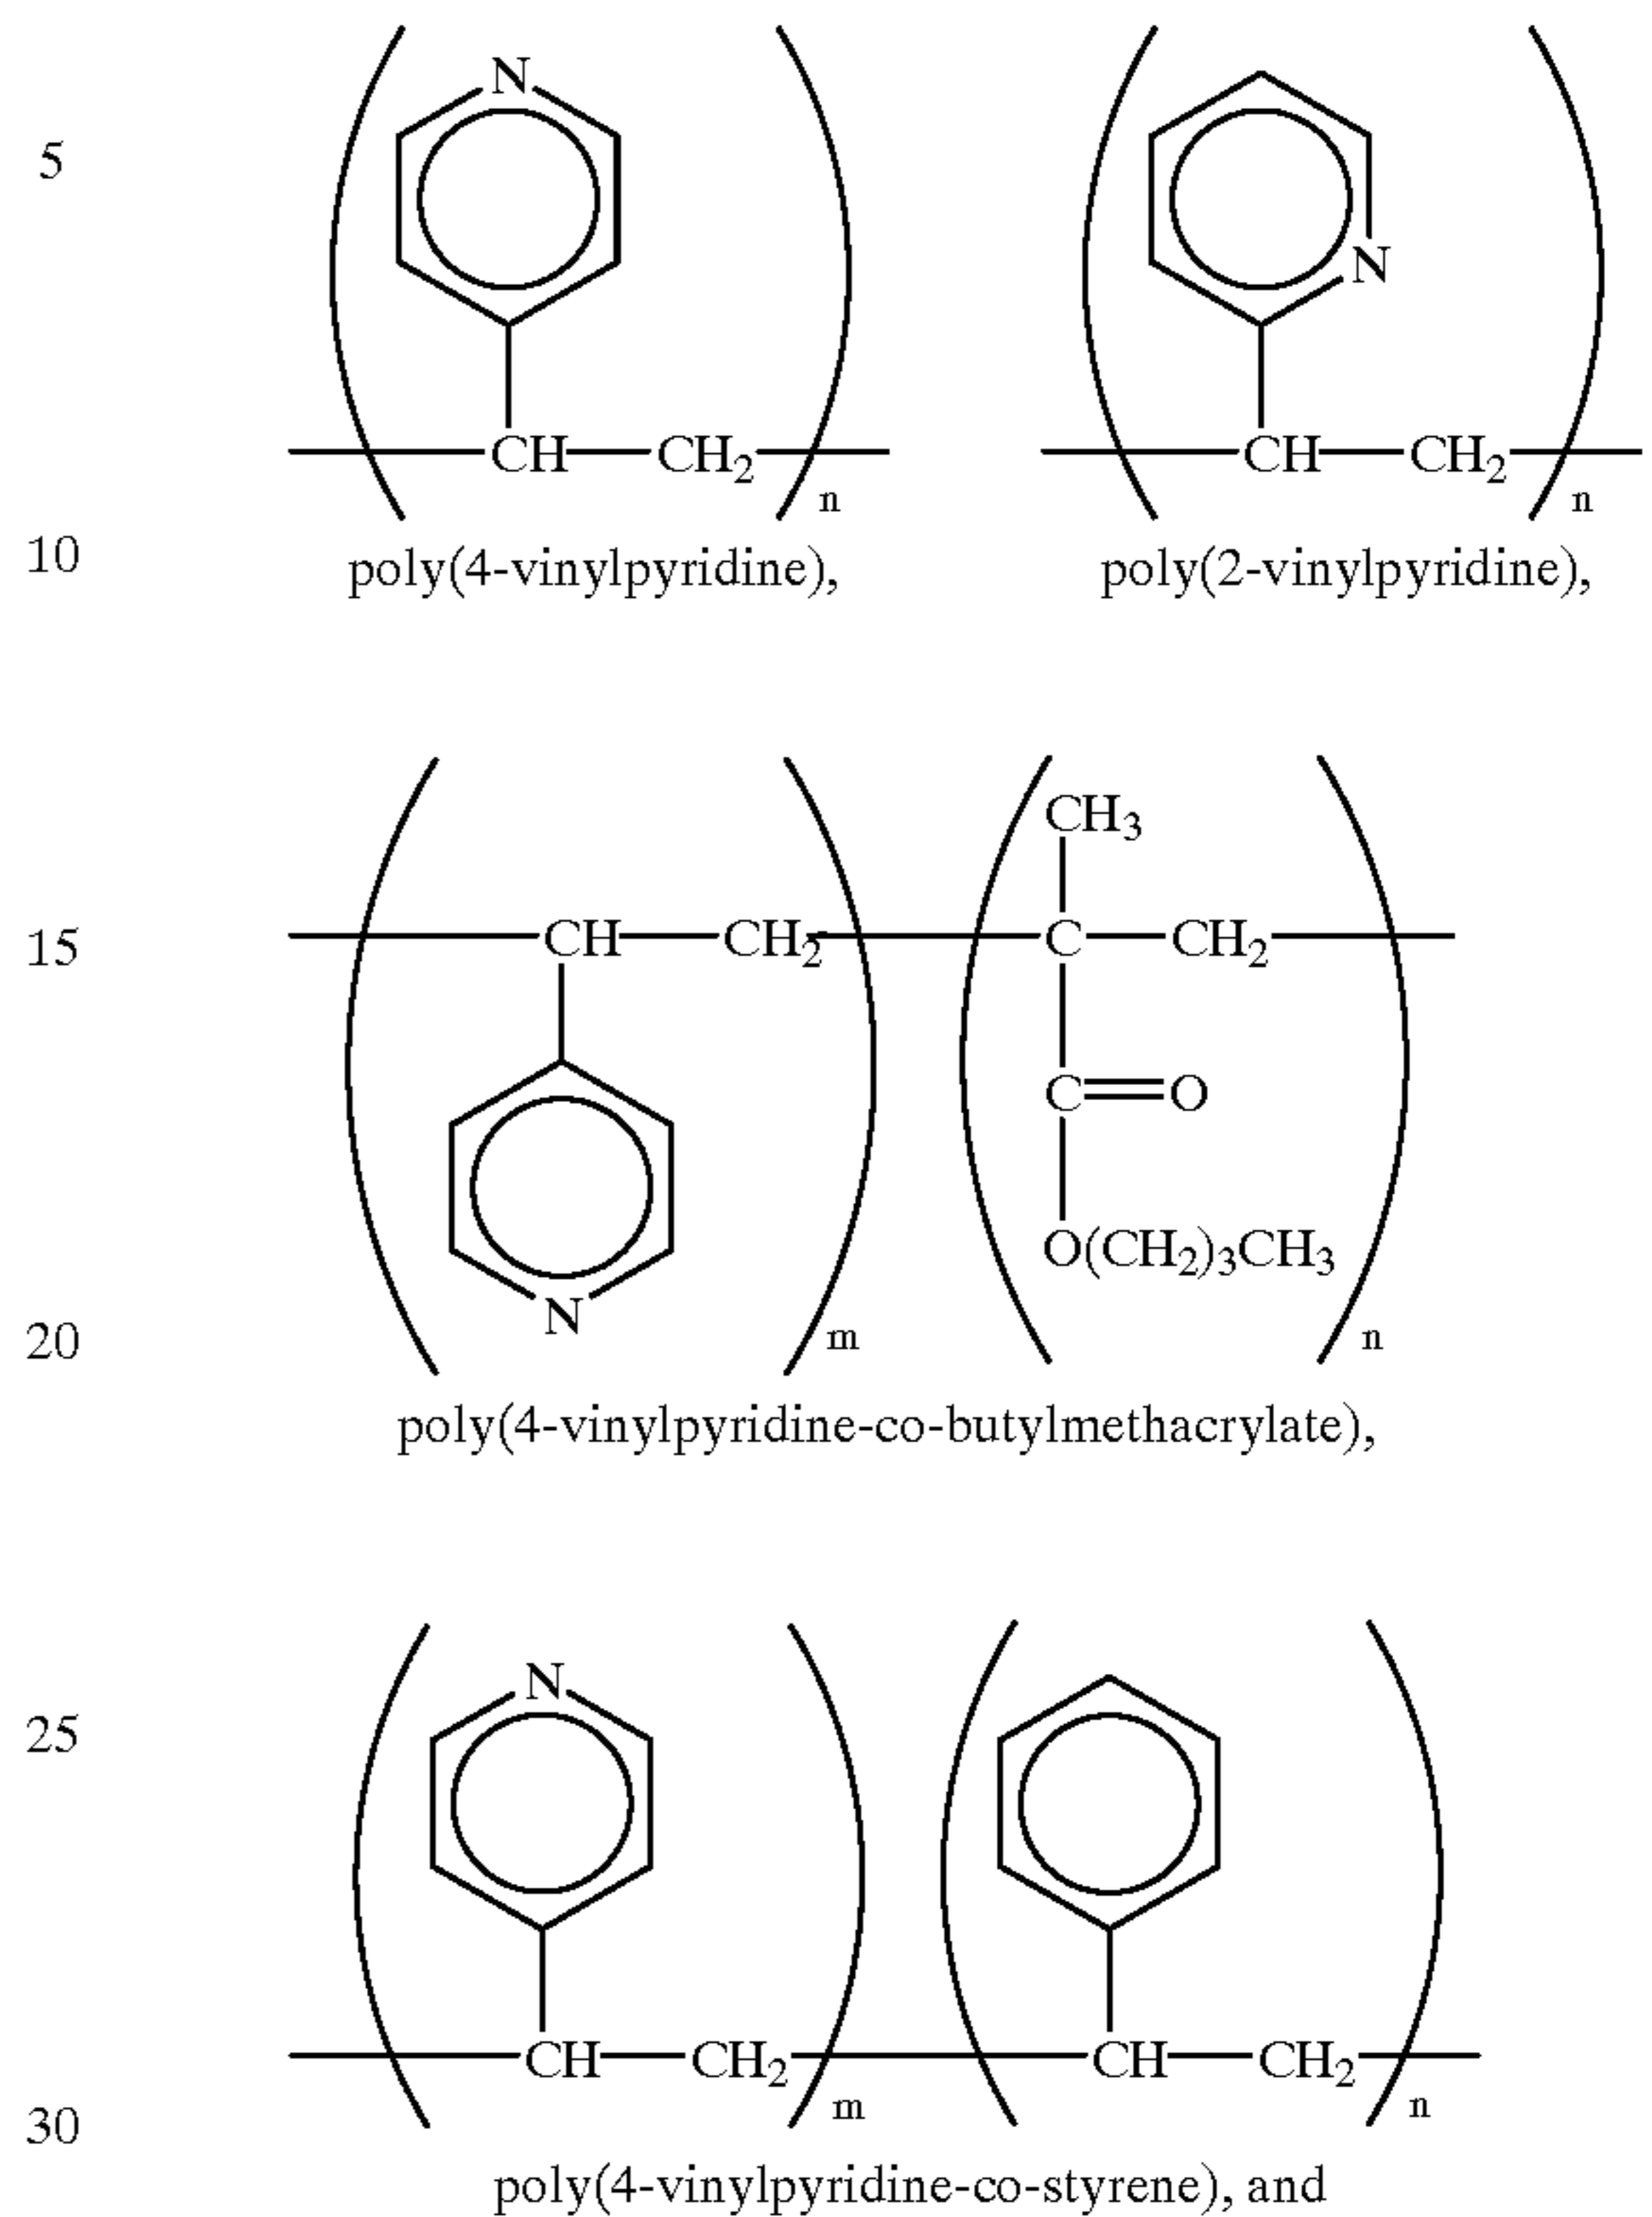 N
5
N
CH CH₂ n CH CH₂ n
10
poly(4-vinylpyridine), poly(2-vinylpyridine),
CH₃
15 CH CH₂ C CH₂
C O
O(CH₂)₃CH₃
N
20 m n
poly(4-vinylpyridine-co-butylmethacrylate),
N
25
CH CH₂ m CH CH₂ n
30
poly(4-vinylpyridine-co-styrene), and